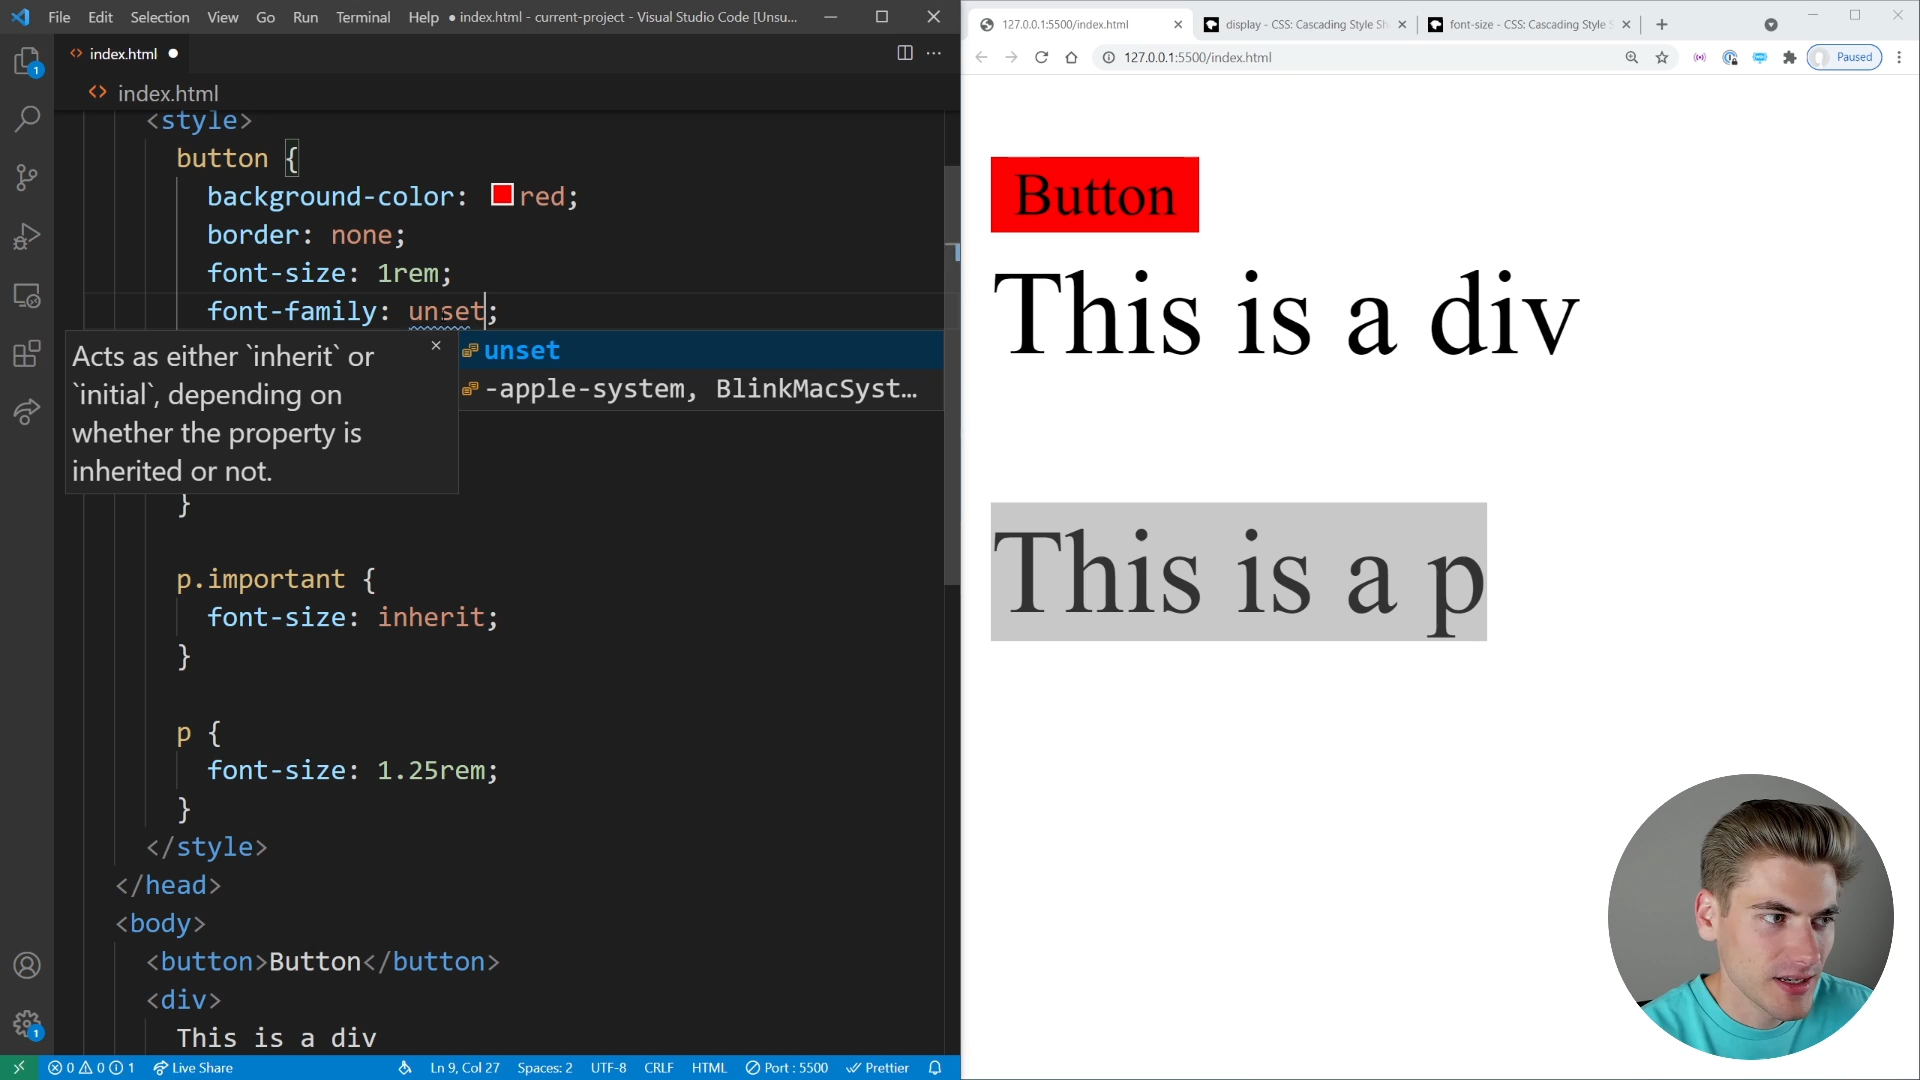 File Edit Selection View Go Run Terminal Help ● index.html - current-project - Visual Studio Code [Unsu...
index.html ●
index.html
<style>
button {
background-color: red;
border: none;
font-size: 1rem;
font-family: unset;
Acts as either `inherit` or
`initial`, depending on
whether the property is
inherited or not.
unset
-apple-system, BlinkMacSyst...
}
p.important {
font-size: inherit;
}
p {
font-size: 1.25rem;
}
</style>
</head>
<body>
<button>Button</button>
<div>
This is a div
0 0 1 Live Share Ln 9, Col 27 Spaces: 2 UTF-8 CRLF HTML Port : 5500 Prettier
1
1
127.0.0.1:5500/index.html display - CSS: Cascading Style Sh font-size - CSS: Cascading Style S
127.0.0.1:5500/index.html Paused
Button
This is a div
This is a p